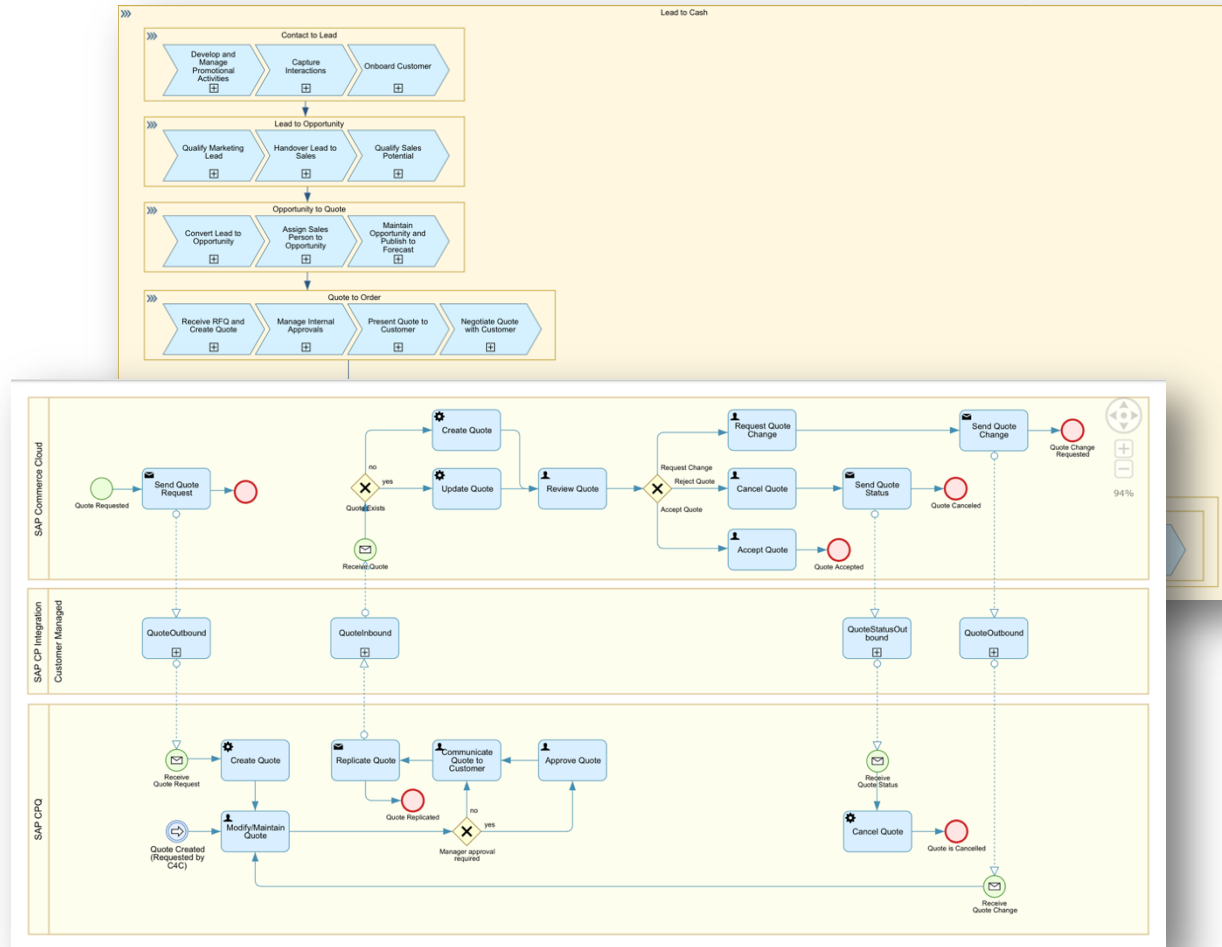 Lead to Cash
Contact to Lead
Develop and
Manage
Promotional
Activities
Capture
Interactions
Onboard Customer
Lead to Opportunity
Qualify Marketing
Lead
Handover Lead to
Sales
Qualify Sales
Potential
Opportunity to Quote
Convert Lead to
Opportunity
Assign Sales
Person to
Opportunity
Maintain
Opportunity and
Publish to
Forecast
Quote to Order
Receive RFQ and
Create Quote
Manage Internal
Approvals
Present Quote to
Customer
Negotiate Quote
with Customer
SAP Commerce Cloud
Quote Requested
Send Quote
Request
no
yes
Quote Exists
Receive Quote
Create Quote
Update Quote
Review Quote
Request Change
Reject Quote
Accept Quote
Request Quote
Change
Cancel Quote
Accept Quote
Send Quote
Status
Quote Accepted
Quote Canceled
Send Quote
Change
Quote Change
Requested
94%
SAP CP Integration
Customer Managed
QuoteOutbound
QuoteInbound
QuoteStatusOut
bound
QuoteOutbound
SAP CPQ
Receive
Quote Request
Create Quote
Quote Created
(Requested by
C4C)
Modify/Maintain
Quote
Replicate Quote
Quote Replicated
Communicate
Quote to
Customer
Approve Quote
no
yes
Manager approval
required
Receive
Quote Status
Cancel Quote
Quote is Cancelled
Receive
Quote Change